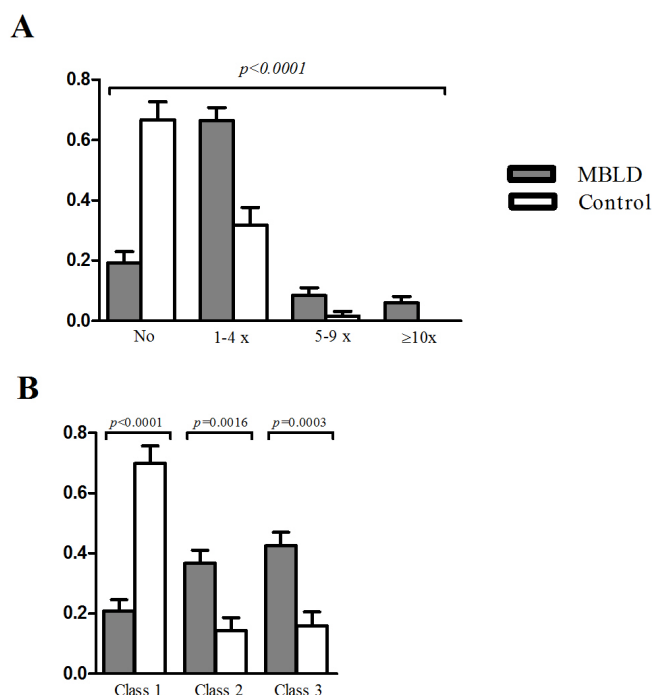 A
p<0.0001
0.8
0.6
0.4
0.2
0.0
No 1-4 x 5-9 x ≥10x
MBLD
Control
B
p<0.0001 p=0.0016 p=0.0003
0.8
0.6
0.4
0.2
0.0
Class 1 Class 2 Class 3